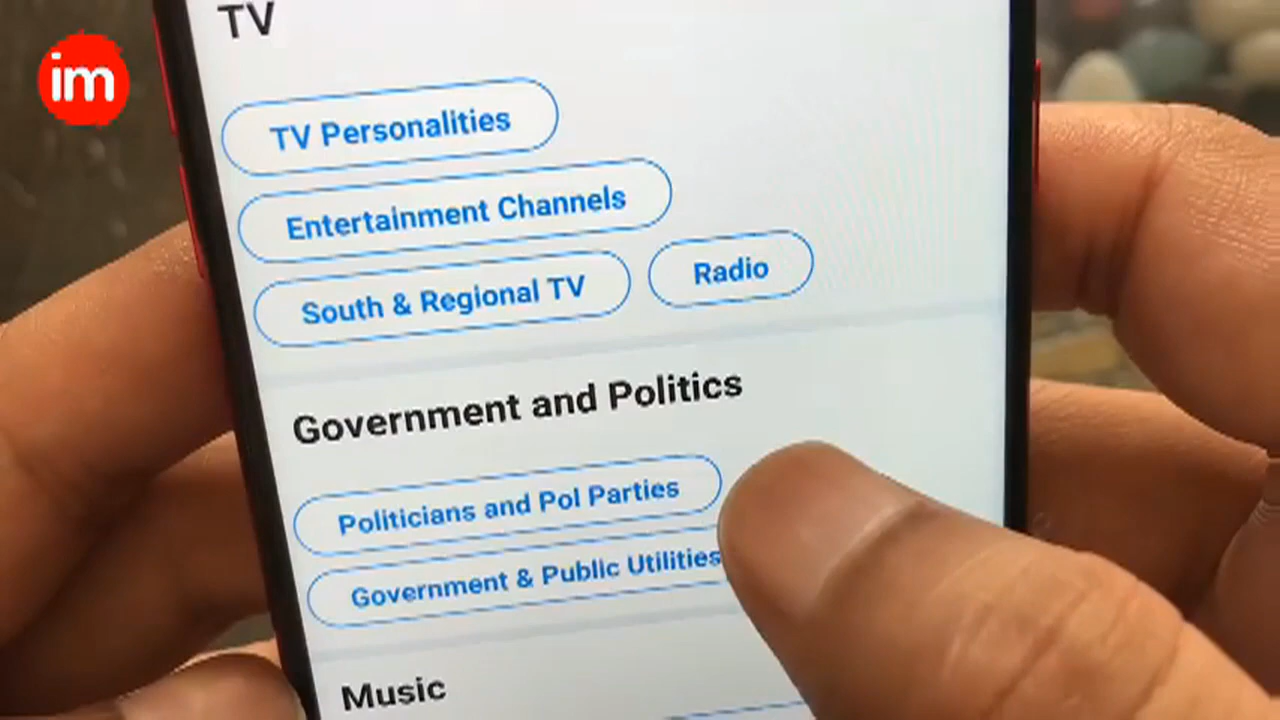 im
TV
TV Personalities
Entertainment Channels
South & Regional TV
Radio
Government and Politics
Politicians and Pol Parties
Government & Public Utilities
Music